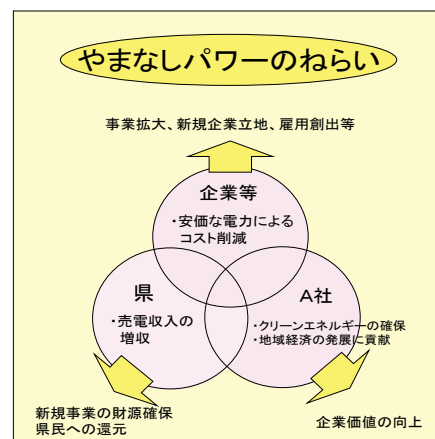 やまなしパワーのねらい
事業拡大、新規企業立地、雇用創出等
企業等
・安価な電力による
コスト削減
県
・売電収入の
増収
A社
・クリーンエネルギーの確保
・地域経済の発展に貢献
新規事業の財源確保
県民への還元
企業価値の向上